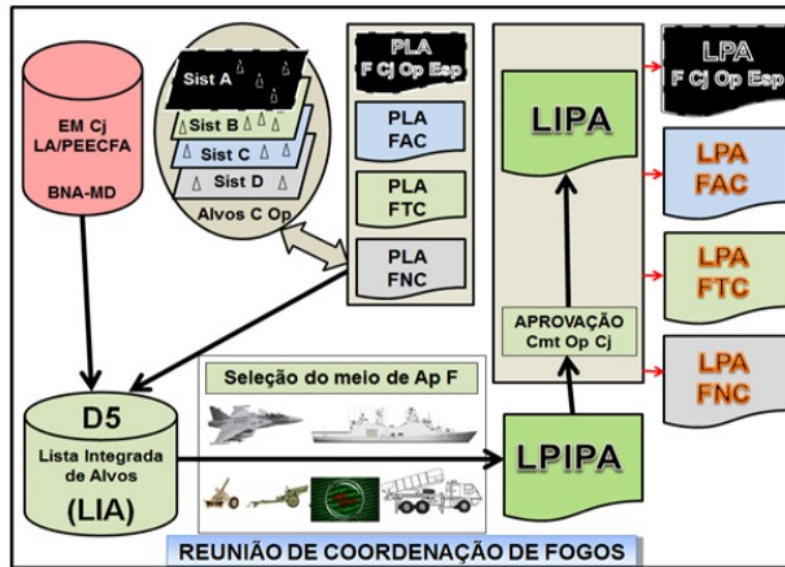 EM Cj
LA/PEECFA
BNA-MD
Sist A
Sist B
Sist C
Sist D
Alvos C Op
PLA
F Cj Op Esp
PLA
FAC
PLA
FTC
PLA
FNC
LIPA
APROVAÇÃO
Cmt Op Cj
LPA
F Cj Op Esp
LPA
FAC
LPA
FTC
LPA
FNC
D5
Lista Integrada
de Alvos
(LIA)
Seleção do meio de Ap F
LPIPA
REUNIÃO DE COORDENAÇÃO DE FOGOS